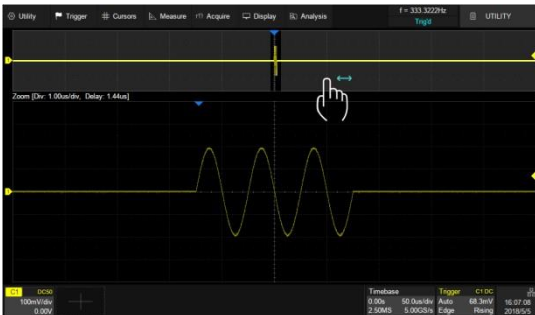 Utility Trigger Cursors Measure Acquire Display Analysis f = 333.3222Hz Trig'd UTILITY
Zoom [Div: 1.00us/div, Delay: 1.44us]
C1 DC50
100mV/div
0.00V
Timebase
0.00s 50.0us/div
2.50MS 5.00GS/s
Trigger C1 DC
Auto 68.3mV
Edge Rising
16:07:08
2018/5/5